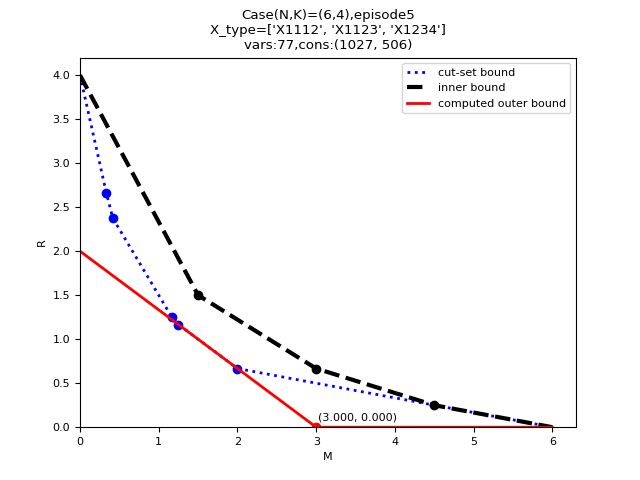 Case(N,K)=(6,4),episode5
X_type=['X1112', 'X1123', 'X1234']
vars:77,cons:(1027, 506)
cut-set bound
inner bound
computed outer bound
4.0
3.5
3.0
2.5
2.0
1.5
1.0
0.5
0.0
R
(3.000, 0.000)
0
1
2
3
4
5
6
M